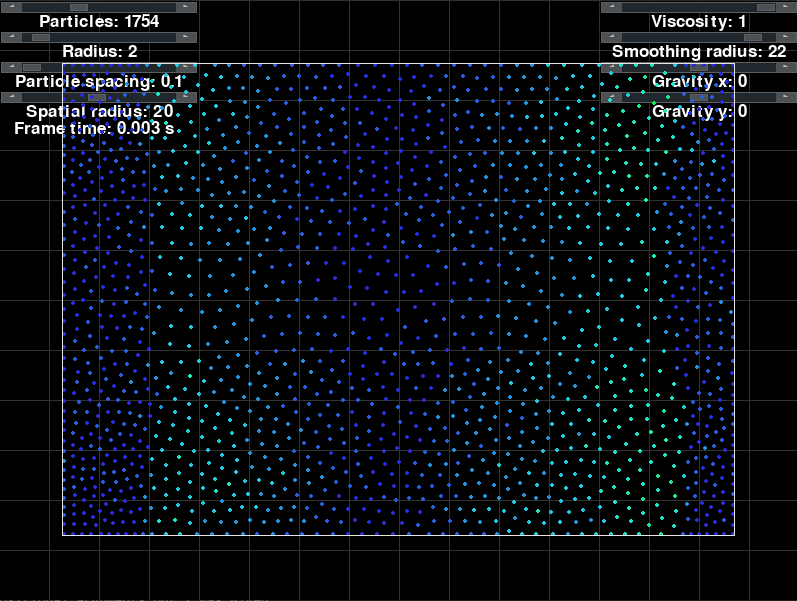 Particles: 1754
Radius: 2
Particle spacing: 0.1
Spatial radius: 20
Frame time: 0.003 s
Viscosity: 1
Smoothing radius: 22
Gravity x: 0
Gravity y: 0